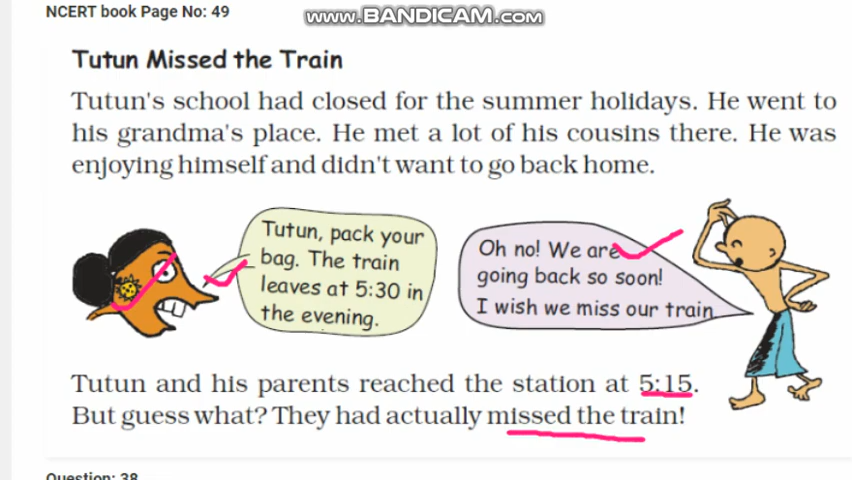 NCERT book Page No: 49
WWW.BANDICAM.COM
Tutun Missed the Train
Tutun's school had closed for the summer holidays. He went to
his grandma's place. He met a lot of his cousins there. He was
enjoying himself and didn't want to go back home.
Tutun, pack your
bag. The train
leaves at 5:30 in
the evening.
Oh no! We are
going back so soon!
I wish we miss our train
Tutun and his parents reached the station at 5:15.
But guess what? They had actually missed the train!
Question: 38